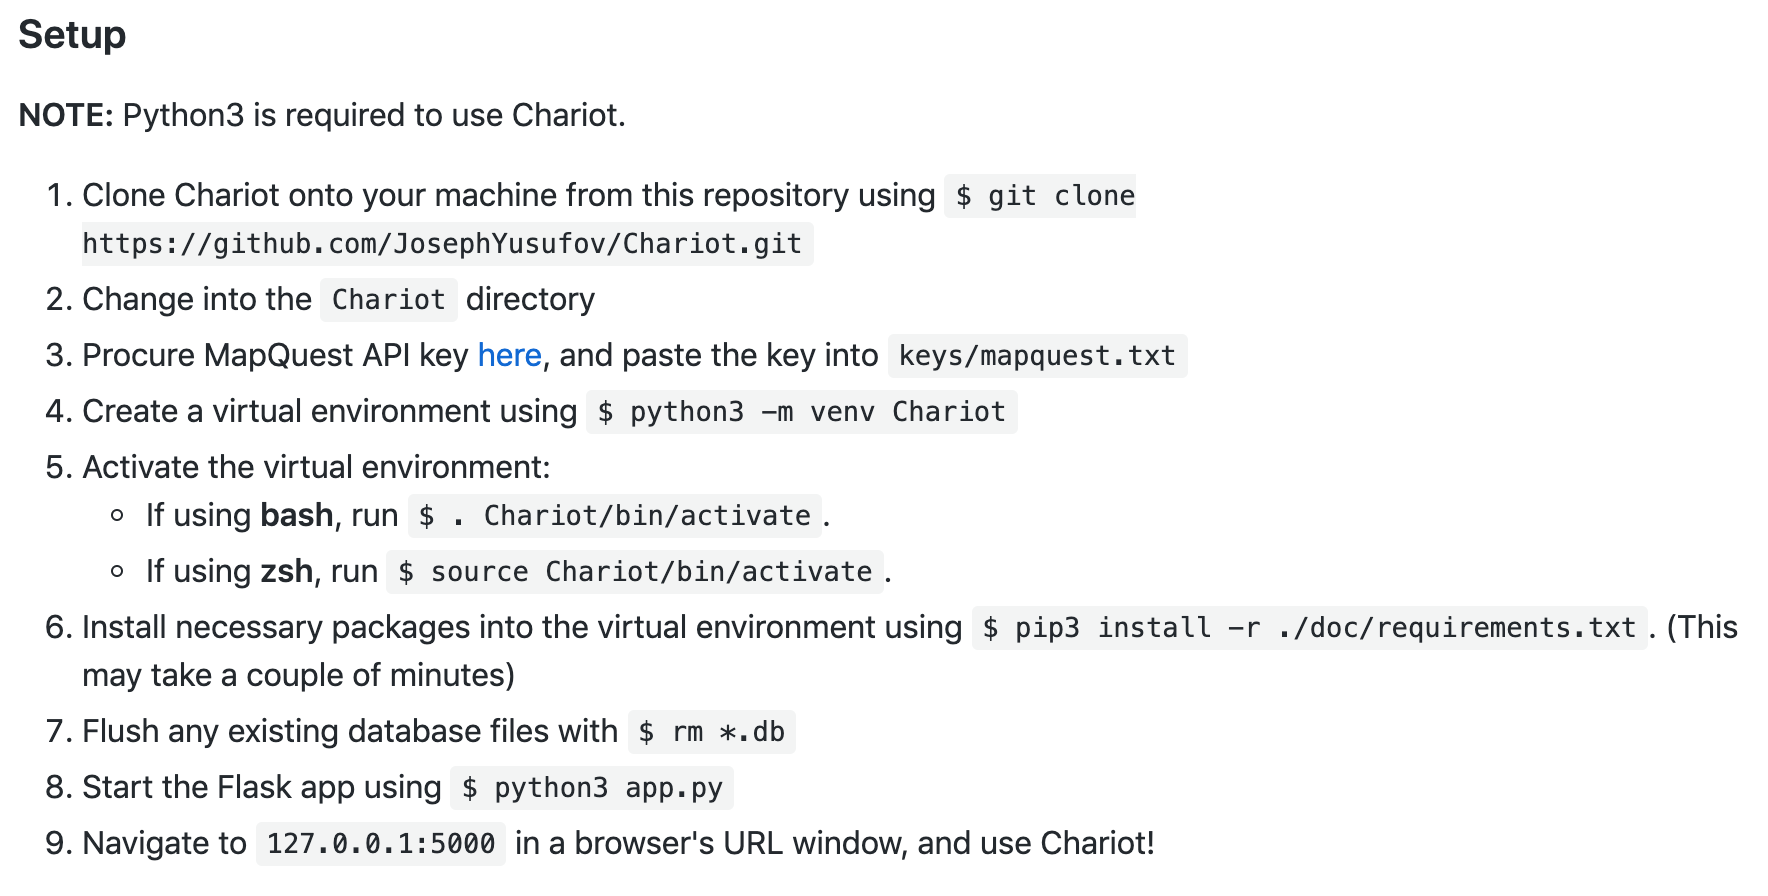 Setup
NOTE: Python3 is required to use Chariot.
1. Clone Chariot onto your machine from this repository using $ git clone
https://github.com/JosephYusufov/Chariot.git
2. Change into the Chariot directory
3. Procure MapQuest API key here, and paste the key into keys/mapquest.txt
4. Create a virtual environment using $ python3 -m venv Chariot
5. Activate the virtual environment:
○ If using bash, run $ . Chariot/bin/activate.
○ If using zsh, run $ source Chariot/bin/activate.
6. Install necessary packages into the virtual environment using $ pip3 install -r ./doc/requirements.txt. (This
may take a couple of minutes)
7. Flush any existing database files with $ rm *.db
8. Start the Flask app using $ python3 app.py
9. Navigate to 127.0.0.1:5000 in a browser's URL window, and use Chariot!